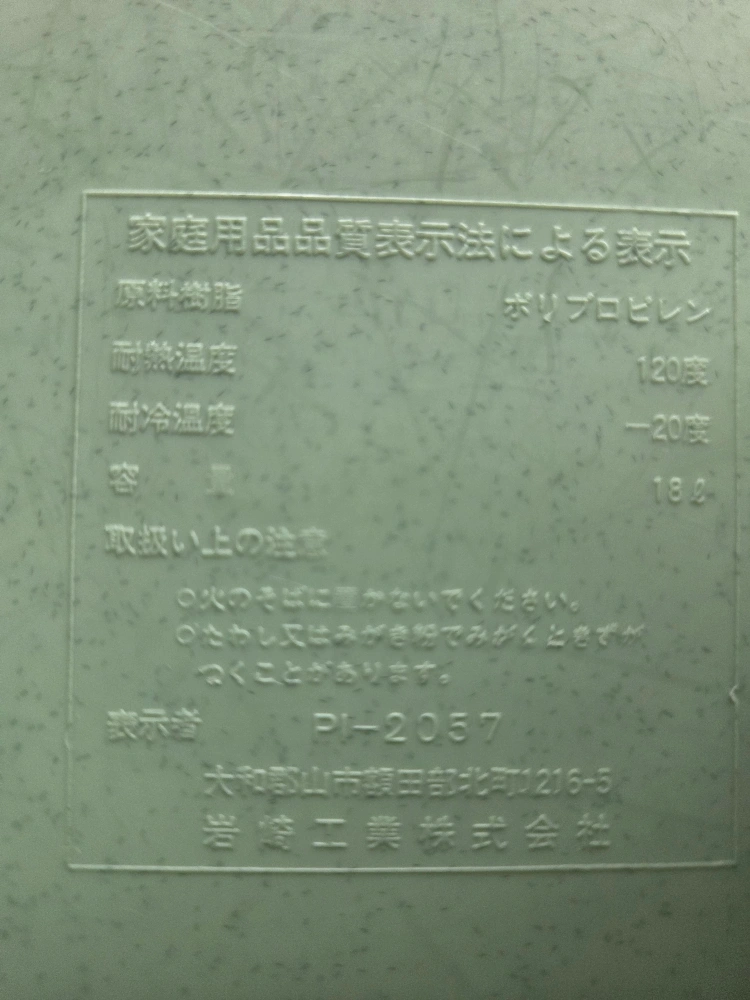 家庭用品品質表示法による表示
原料樹脂 ポリプロピレン
耐熱温度 120度
耐冷温度 －20度
容 量 18ℓ
取扱い上の注意
○火のそばに置かないでください。
○たわし又はみがき粉でみがくときずが
つくことがあります。
表示者 PI－2057
大和郡山市額田部北町1216-5
岩崎工業株式会社